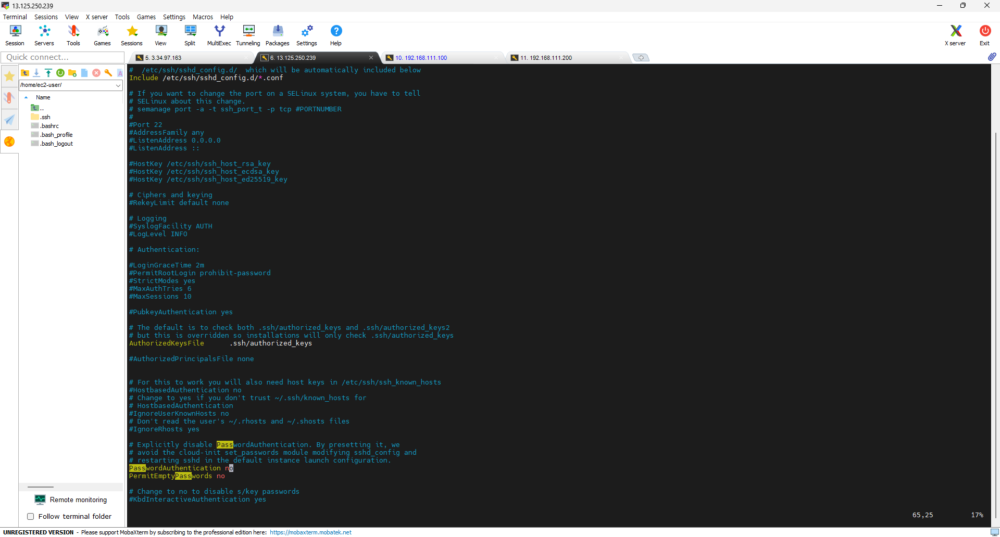 13.125.250.239
Terminal Sessions View X server Tools Games Settings Macros Help
Session Servers Tools Games Sessions View Split MultiExec Tunneling Packages Settings Help X server Exit
Quick connect...
5. 3.34.97.163
6. 13.125.250.239
10. 192.168.111.100
11. 192.168.111.200
/home/ec2-user/
Name
..
.ssh
.bashrc
.bash_profile
.bash_logout
Remote monitoring
Follow terminal folder
#  /etc/ssh/sshd_config.d/  which will be automatically included below
Include /etc/ssh/sshd_config.d/*.conf
# If you want to change the port on a SELinux system, you have to tell
# SELinux about this change.
# semanage port -a -t ssh_port_t -p tcp #PORTNUMBER
#
#Port 22
#AddressFamily any
#ListenAddress 0.0.0.0
#ListenAddress ::
#HostKey /etc/ssh/ssh_host_rsa_key
#HostKey /etc/ssh/ssh_host_ecdsa_key
#HostKey /etc/ssh/ssh_host_ed25519_key
# Ciphers and keying
#RekeyLimit default none
# Logging
#SyslogFacility AUTH
#LogLevel INFO
# Authentication:
#LoginGraceTime 2m
#PermitRootLogin prohibit-password
#StrictModes yes
#MaxAuthTries 6
#MaxSessions 10
#PubkeyAuthentication yes
# The default is to check both .ssh/authorized_keys and .ssh/authorized_keys2
# but this is overridden so installations will only check .ssh/authorized_keys
AuthorizedKeysFile      .ssh/authorized_keys
#AuthorizedPrincipalsFile none
# For this to work you will also need host keys in /etc/ssh/ssh_known_hosts
#HostbasedAuthentication no
# Change to yes if you don't trust ~/.ssh/known_hosts for
# HostbasedAuthentication
#IgnoreUserKnownHosts no
# Don't read the user's ~/.rhosts and ~/.shosts files
#IgnoreRhosts yes
# Explicitly disable PasswordAuthentication. By presetting it, we
# avoid the cloud-init set_passwords module modifying sshd_config and
# restarting sshd in the default instance launch configuration.
PasswordAuthentication no
PermitEmptyPasswords no
# Change to no to disable s/key passwords
#KbdInteractiveAuthentication yes
65,25 17%
UNREGISTERED VERSION - Please support MobaXterm by subscribing to the professional edition here: https://mobaxterm.mobatek.net